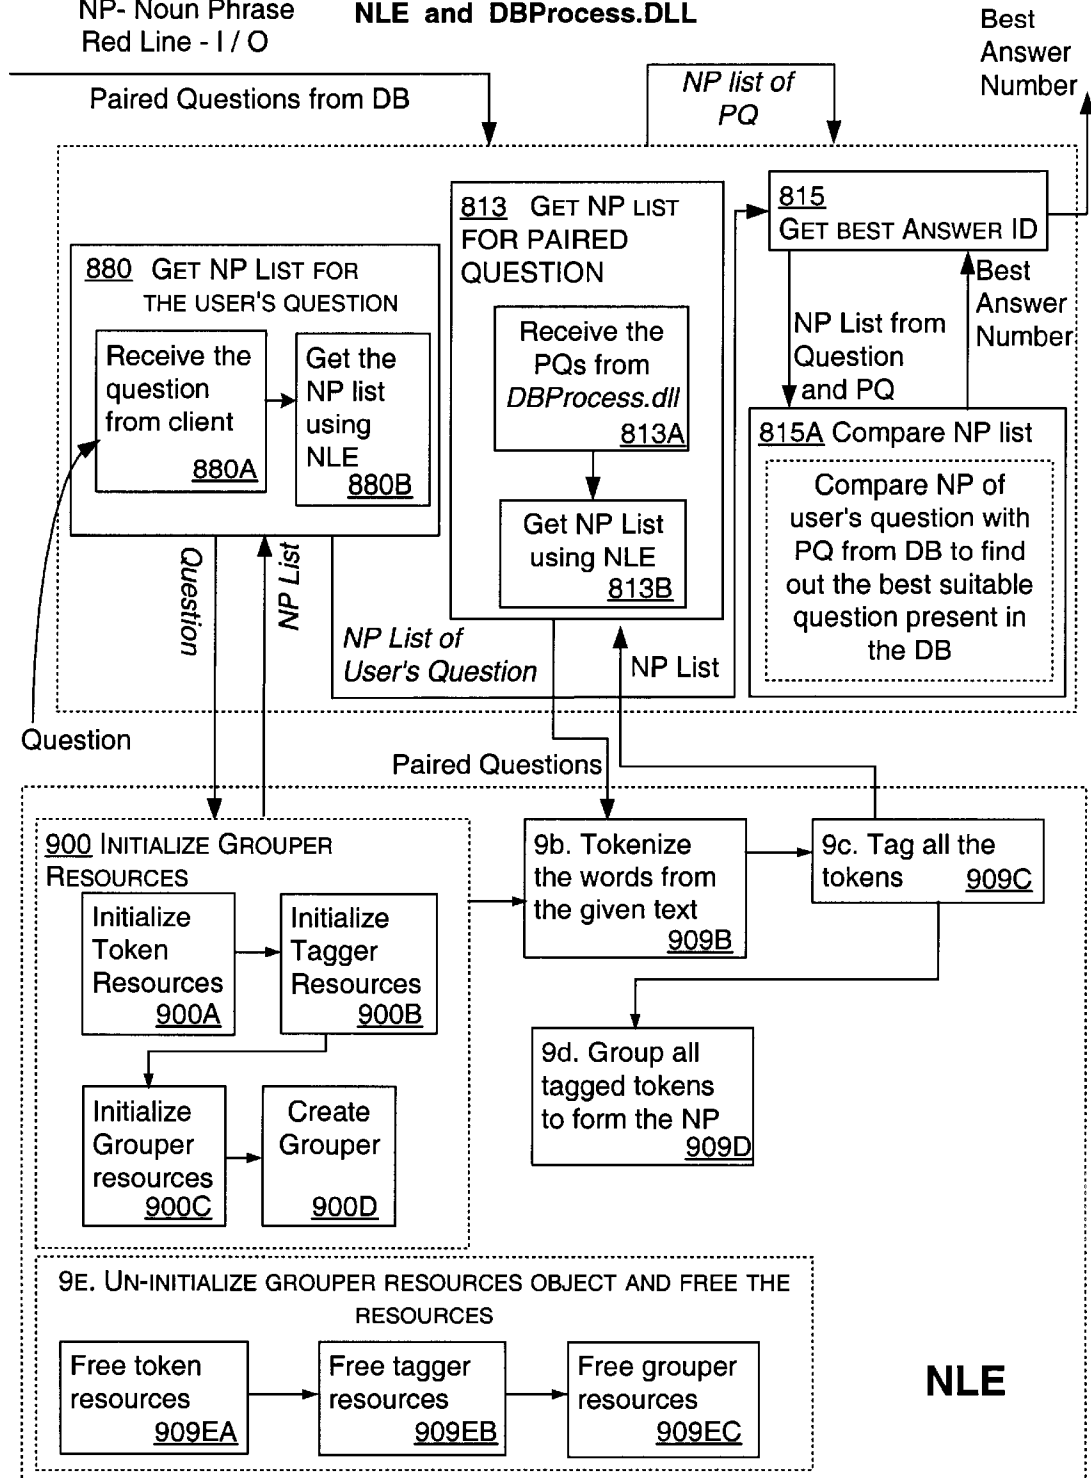 NP- Noun Phrase
Red Line - I / O
NLE and DBProcess.DLL
Best
Answer
Number
Paired Questions from DB
NP list of
PQ
880 GET NP LIST FOR
THE USER'S QUESTION
Receive the
question
from client
880A
Get the
NP list
using
NLE
880B
813 GET NP LIST
FOR PAIRED
QUESTION
Receive the
PQs from
DBProcess.dll
813A
Get NP List
using NLE
813B
815
GET BEST ANSWER ID
NP List from
Question
and PQ
Best
Answer
Number
815A Compare NP list
Compare NP of
user's question with
PQ from DB to find
out the best suitable
question present in
the DB
Question
NP List
NP List of
User's Question
NP List
Question
Paired Questions
900 INITIALIZE GROUPER
RESOURCES
Initialize
Token
Resources
900A
Initialize
Tagger
Resources
900B
Initialize
Grouper
resources
900C
Create
Grouper
900D
9b. Tokenize
the words from
the given text
909B
9c. Tag all the
tokens 909C
9d. Group all
tagged tokens
to form the NP
909D
9E. UN-INITIALIZE GROUPER RESOURCES OBJECT AND FREE THE
RESOURCES
Free token
resources
909EA
Free tagger
resources
909EB
Free grouper
resources
909EC
NLE